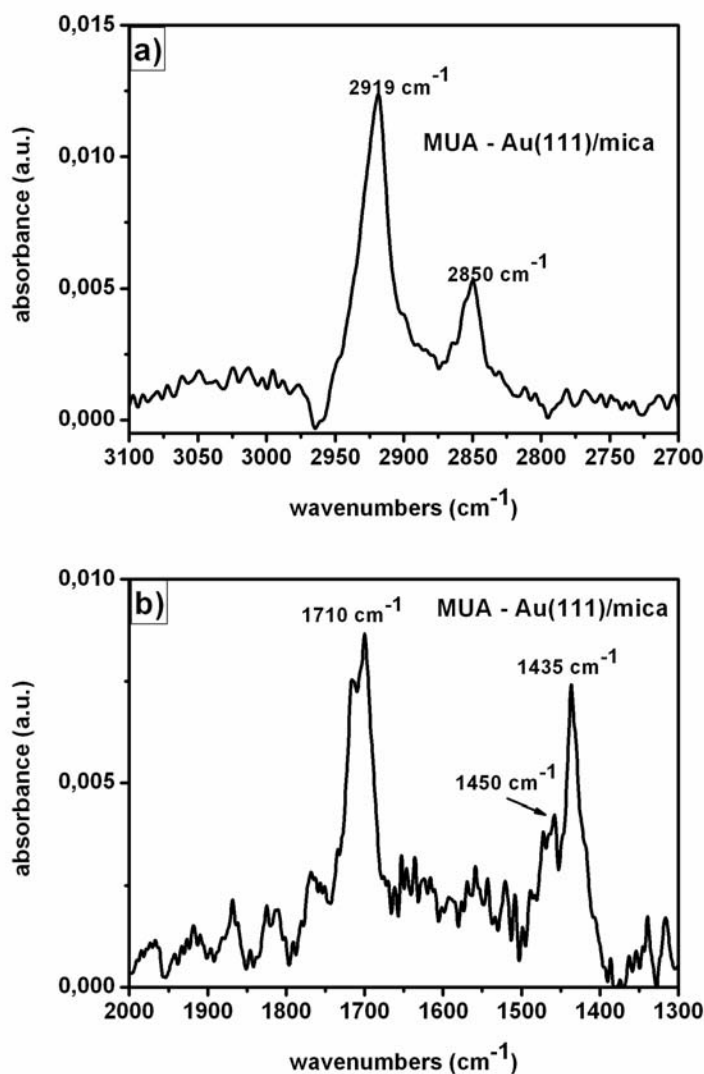 a)
2919 cm⁻¹
MUA - Au(111)/mica
2850 cm⁻¹
absorbance (a.u.)
0,015
0,010
0,005
0,000
3100 3050 3000 2950 2900 2850 2800 2750 2700
wavenumbers (cm⁻¹)
b)
1710 cm⁻¹
MUA - Au(111)/mica
1435 cm⁻¹
1450 cm⁻¹
absorbance (a.u.)
0,010
0,005
0,000
2000 1900 1800 1700 1600 1500 1400 1300
wavenumbers (cm⁻¹)